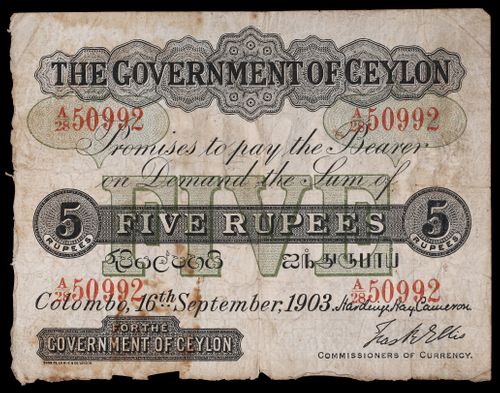 THE GOVERNMENT OF CEYLON
A/28 50992 A/28 50992
Promises to pay the Bearer
on Demand the Sum of
FIVE
5 RUPEES FIVE RUPEES 5 RUPEES
ஐந்துரூபாய்
A/28 50992 A/28 50992
Colombo, 16th September, 1903.
FOR THE
GOVERNMENT OF CEYLON
COMMISSIONERS OF CURRENCY.